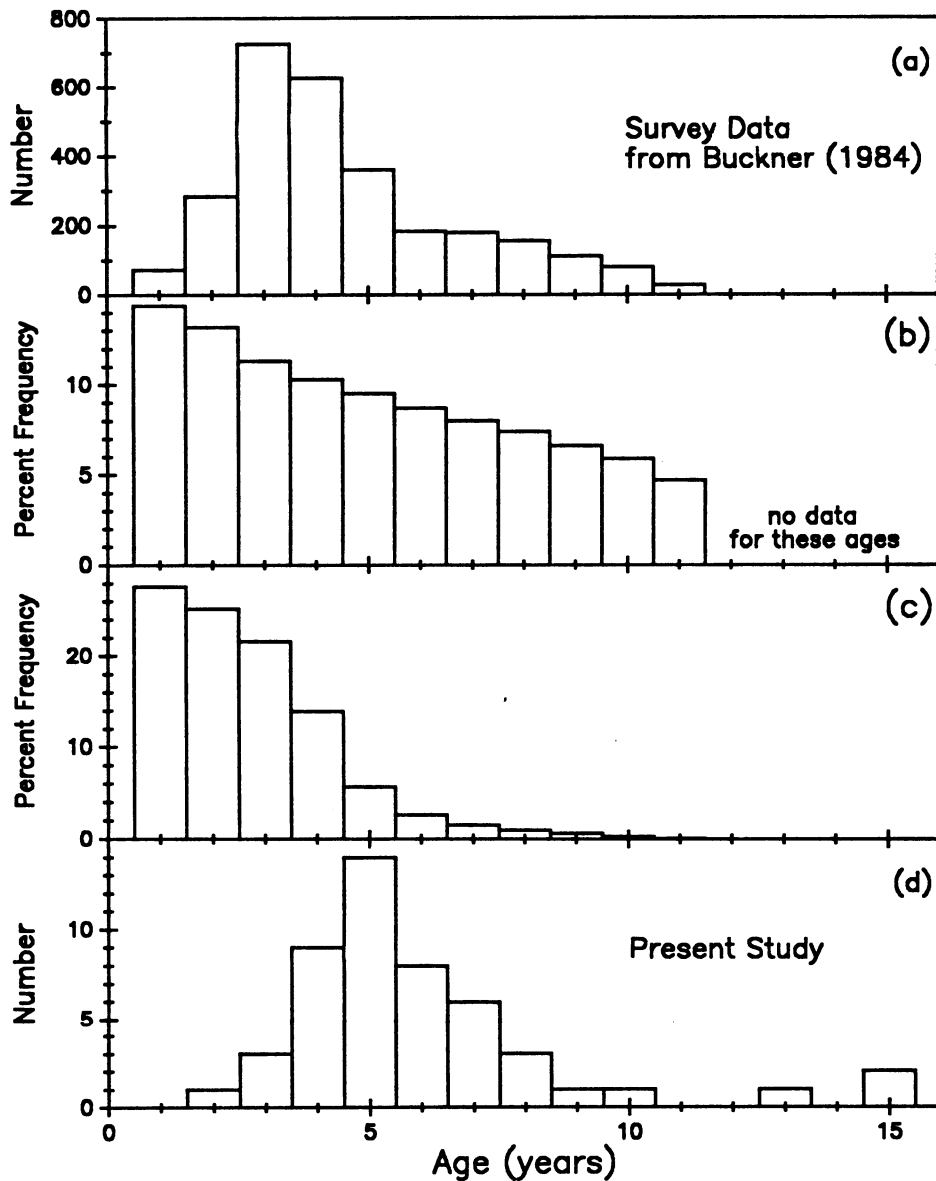 800
600
400
200
0
Number
(a)
Survey Data
from Buckner (1984)
10
5
0
Percent Frequency
(b)
no data
for these ages
20
10
0
Percent Frequency
(c)
10
5
0
Number
(d)
Present Study
0 5 10 15
Age (years)